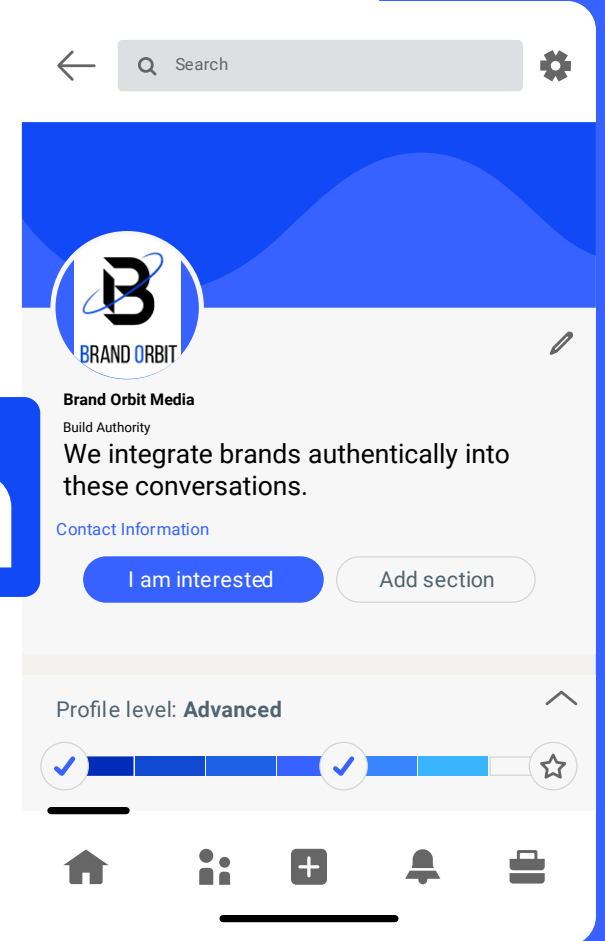 Search
B
BRAND ORBIT
Brand Orbit Media
Build Authority
We integrate brands authentically into
these conversations.
Contact Information
I am interested
Add section
Profile level: Advanced